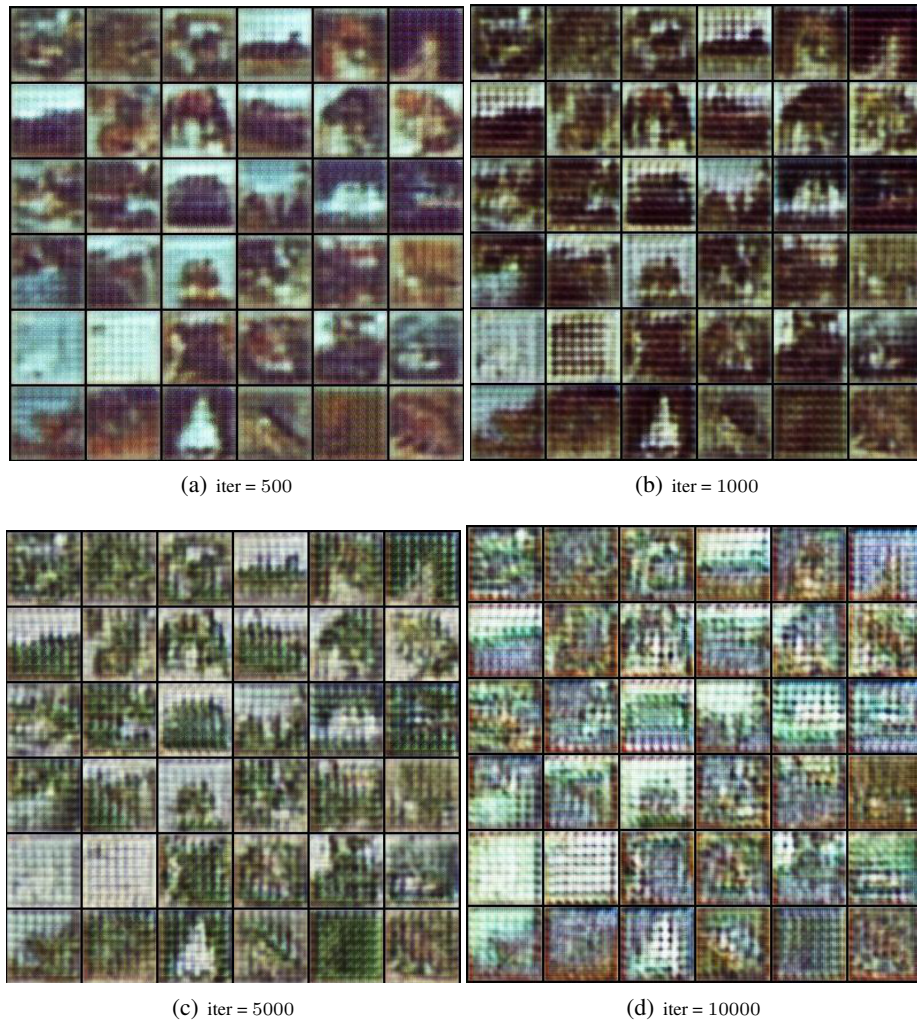 (a) iter = 500
(b) iter = 1000
(c) iter = 5000
(d) iter = 10000